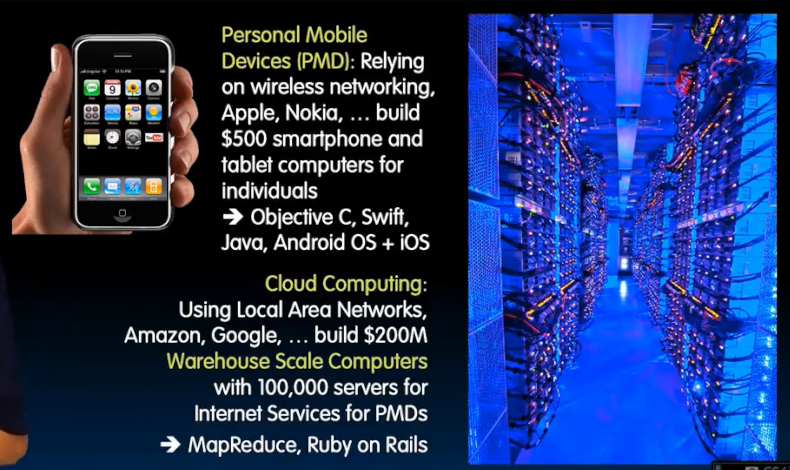 Personal Mobile
Devices (PMD): Relying
on wireless networking,
Apple, Nokia, … build
$500 smartphone and
tablet computers for
individuals
➔ Objective C, Swift,
Java, Android OS + iOS
Cloud Computing:
Using Local Area Networks,
Amazon, Google, … build $200M
Warehouse Scale Computers
with 100,000 servers for
Internet Services for PMDs
➔ MapReduce, Ruby on Rails